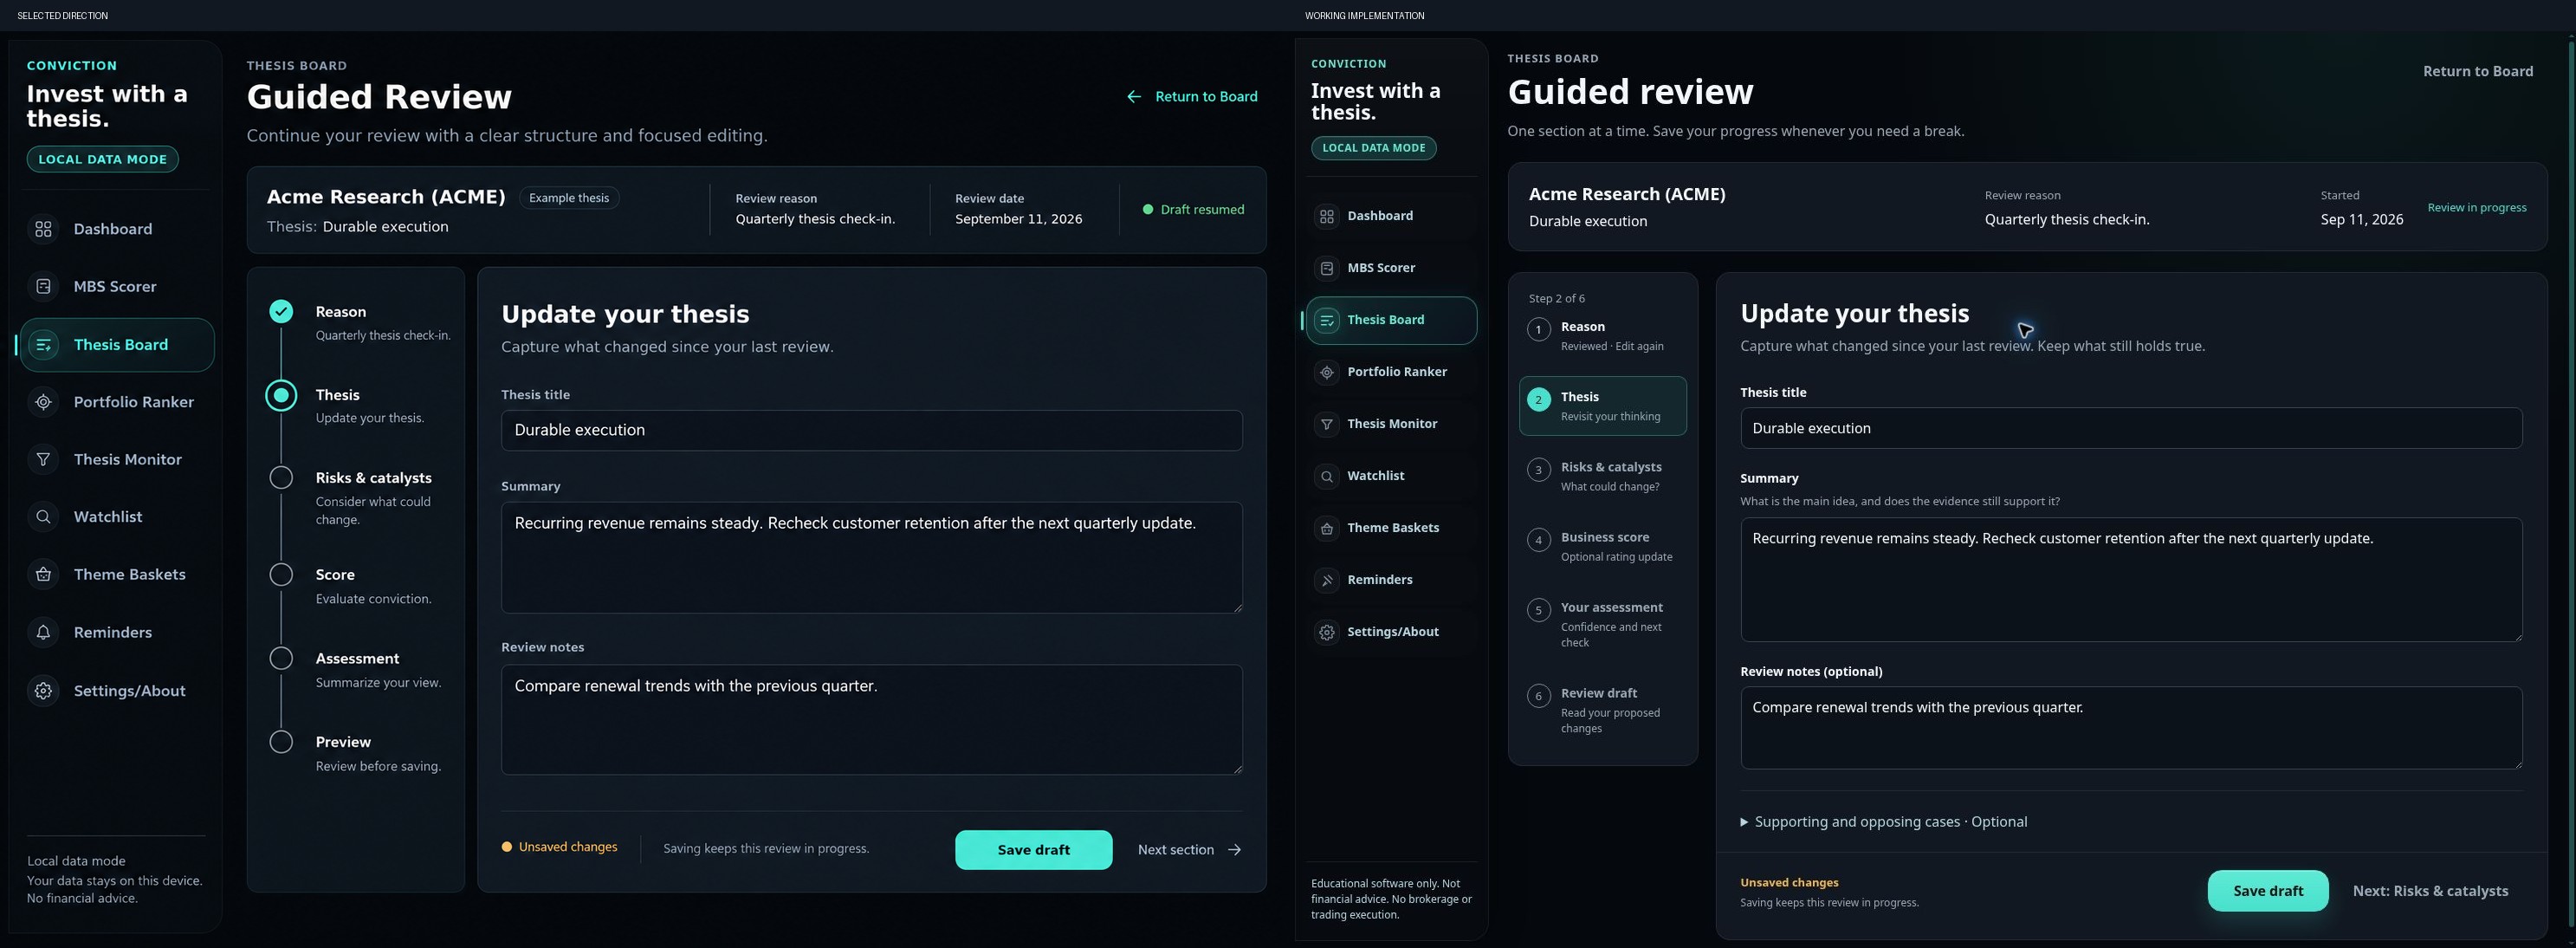 SELECTED DIRECTION
CONVICTION
Invest with a
thesis.
LOCAL DATA MODE
Dashboard
MBS Scorer
Thesis Board
Portfolio Ranker
Thesis Monitor
Watchlist
Theme Baskets
Reminders
Settings/About
Local data mode
Your data stays on this device.
No financial advice.
THESIS BOARD
Guided Review
Continue your review with a clear structure and focused editing.
← Return to Board
Acme Research (ACME)
Example thesis
Thesis: Durable execution
Review reason
Quarterly thesis check-in.
Review date
September 11, 2026
Draft resumed
Reason
Quarterly thesis check-in.
Thesis
Update your thesis.
Risks & catalysts
Consider what could
change.
Score
Evaluate conviction.
Assessment
Summarize your view.
Preview
Review before saving.
Update your thesis
Capture what changed since your last review.
Thesis title
Durable execution
Summary
Recurring revenue remains steady. Recheck customer retention after the next quarterly update.
Review notes
Compare renewal trends with the previous quarter.
Unsaved changes
Saving keeps this review in progress.
Save draft
Next section →
WORKING IMPLEMENTATION
CONVICTION
Invest with a
thesis.
LOCAL DATA MODE
Dashboard
MBS Scorer
Thesis Board
Portfolio Ranker
Thesis Monitor
Watchlist
Theme Baskets
Reminders
Settings/About
Educational software only. Not
financial advice. No brokerage or
trading execution.
THESIS BOARD
Guided review
One section at a time. Save your progress whenever you need a break.
Return to Board
Acme Research (ACME)
Durable execution
Review reason
Quarterly thesis check-in.
Started
Sep 11, 2026
Review in progress
Step 2 of 6
1
Reason
Reviewed · Edit again
2
Thesis
Revisit your thinking
3
Risks & catalysts
What could change?
4
Business score
Optional rating update
5
Your assessment
Confidence and next
check
6
Review draft
Read your proposed
changes
Update your thesis
Capture what changed since your last review. Keep what still holds true.
Thesis title
Durable execution
Summary
What is the main idea, and does the evidence still support it?
Recurring revenue remains steady. Recheck customer retention after the next quarterly update.
Review notes (optional)
Compare renewal trends with the previous quarter.
Supporting and opposing cases · Optional
Unsaved changes
Saving keeps this review in progress.
Save draft
Next: Risks & catalysts